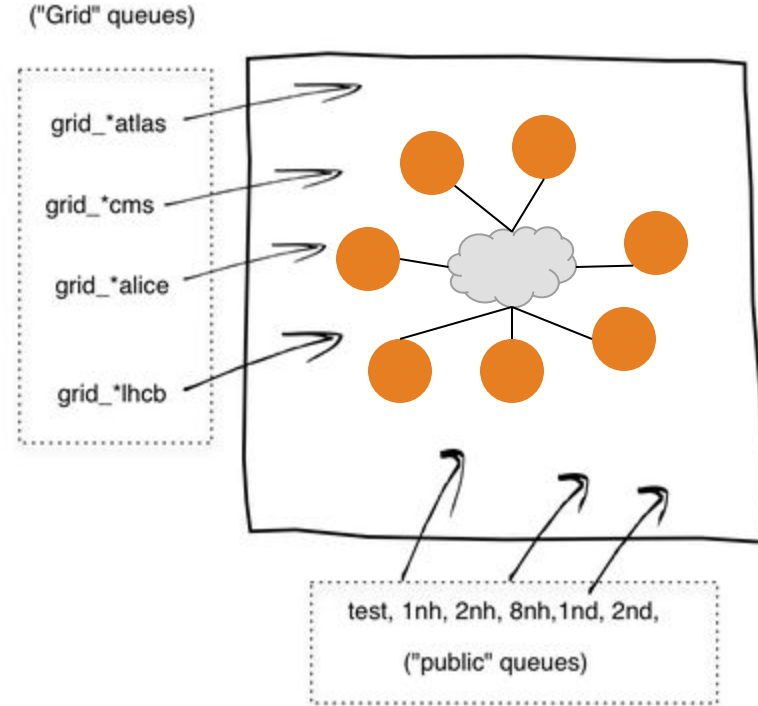 ("Grid" queues)
grid_*atlas
grid_*cms
grid_*alice
grid_*lhcb
test, 1nh, 2nh, 8nh,1nd, 2nd,
("public" queues)